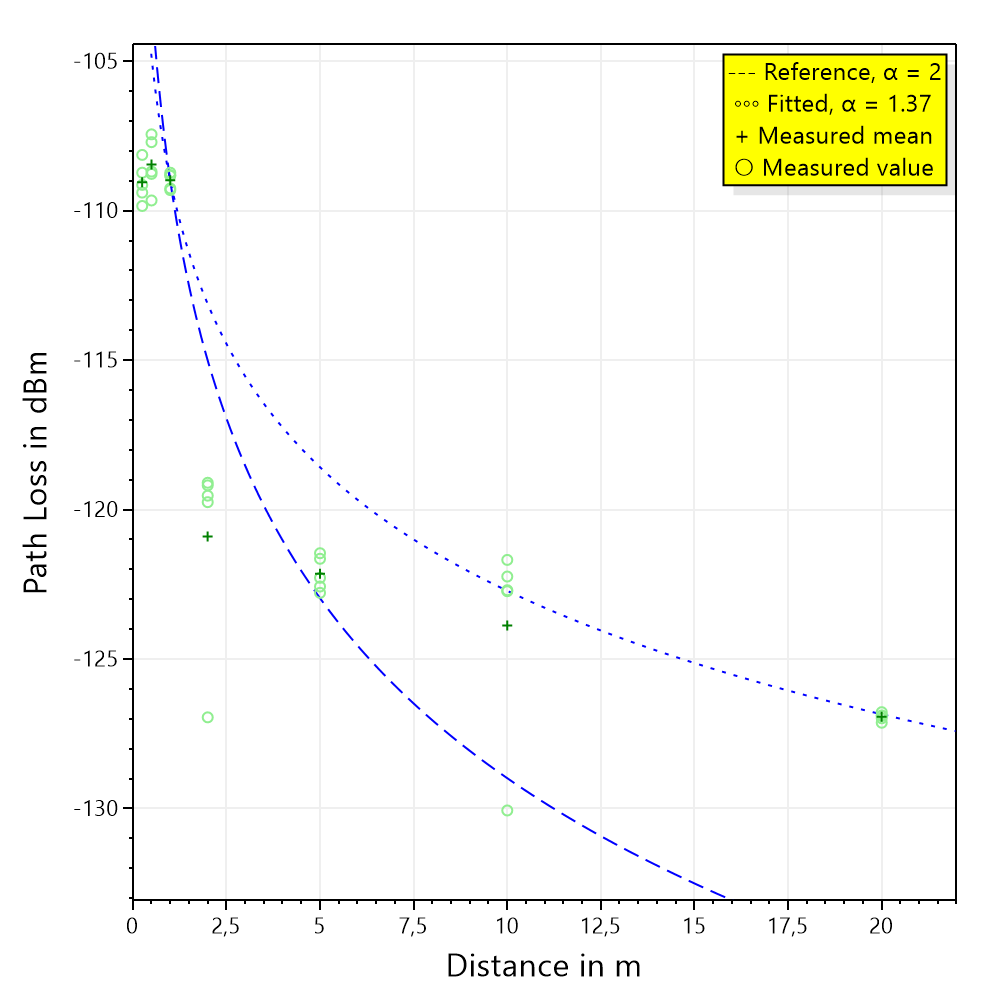 -105
-110
-115
-120
-125
-130
Path Loss in dBm
0
2,5
5
7,5
10
12,5
15
17,5
20
Distance in m
Reference, α = 2
Fitted, α = 1.37
Measured mean
Measured value